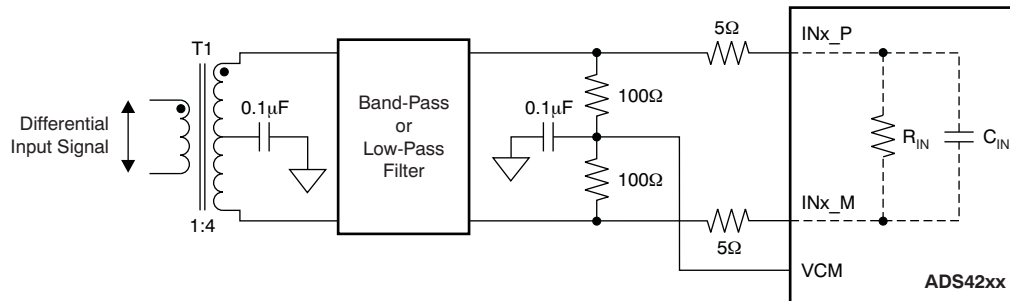 T1
Differential
Input Signal
1:4
0.1μF
Band-Pass
or
Low-Pass
Filter
0.1μF
100Ω
100Ω
5Ω
5Ω
INx_P
R_IN
C_IN
INx_M
VCM
ADS42xx